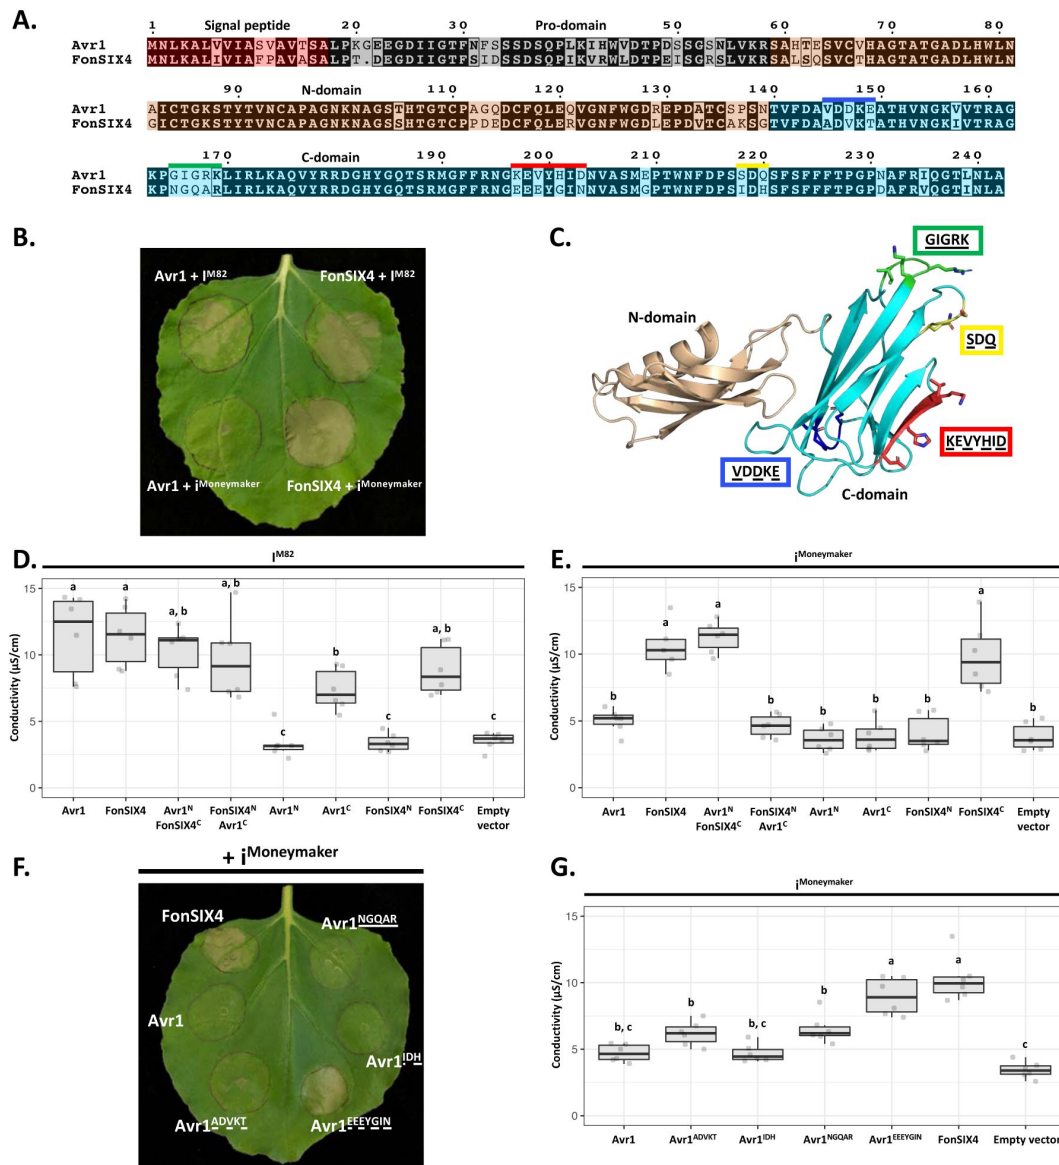 A.
1 Signal peptide 20 30 Pro-domain 50 60 70 80
Avr1 MNLKALVVIASVAVTSALPKGEEGDIIGTFNFSSSDSQPLKIHWVDTPDSISGSNLVKRSAHTESVCVHAGTATGADLHWLN
FonSIX4 MNLKALIVIAFPAVASALPT.DEGDIIGTFSISSSDSQPIKVRWLDTPEISGRSLVKRSALSQSVCTHAGTATGADLHWLN
90 N-domain 110 120 130 140 150 160
Avr1 AICTGKSTYTVNCAPAGNKNAGSTHTGTCPAGQDCFQLEQVGNFWGDREPDATCSPSNTVFDAVDDKEATHVNGKVVTRAG
FonSIX4 GICTGKSTYTVNCAPAGNKNAGSSHTGTCPPDEDCFQLERVGNFWGDLEPDVTCAKSGTVFDAADVKTATHVNGKIVTRAG
170 C-domain 190 200 210 220 230 240
Avr1 KPGIGRKLIRLKAQVYRRDGHYGQTSRMGFFRNGKEVYHIDNVASMEPTWNFDPSSDQSFSFFFTPGPNAFRIQGTLNLA
FonSIX4 KPNGQARLIRLKAQVYRRDGHYGQTSRMGFFRNGEEEYGINNVASMGPTWNFDPSIDHSFSFFFTPGPDAFRVQGTINLA
B.
Avr1 + I^M82
FonSIX4 + I^M82
Avr1 + i^Moneymaker
FonSIX4 + i^Moneymaker
C.
GIGRK
N-domain
SDQ
KEVYHID
VDDKE
C-domain
D.
I^M82
Conductivity (µS/cm)
15
10
5
0
a a a, b a, b c b c a, b c
Avr1 FonSIX4 Avr1^N FonSIX4^C FonSIX4^N Avr1^C Avr1^N Avr1^C FonSIX4^N FonSIX4^C Empty vector
E.
i^Moneymaker
Conductivity (µS/cm)
15
10
5
0
b a a b b b b a b
Avr1 FonSIX4 Avr1^N FonSIX4^C FonSIX4^N Avr1^C Avr1^N Avr1^C FonSIX4^N FonSIX4^C Empty vector
F.
+ i^Moneymaker
FonSIX4
Avr1^NGQAR
Avr1
Avr1^IDH
Avr1^ADVKT
Avr1^EEEYGIN
G.
i^Moneymaker
Conductivity (µS/cm)
15
10
5
0
b, c b b, c b a a c
Avr1 Avr1^ADVKT Avr1^IDH Avr1^NGQAR Avr1^EEEYGIN FonSIX4 Empty vector